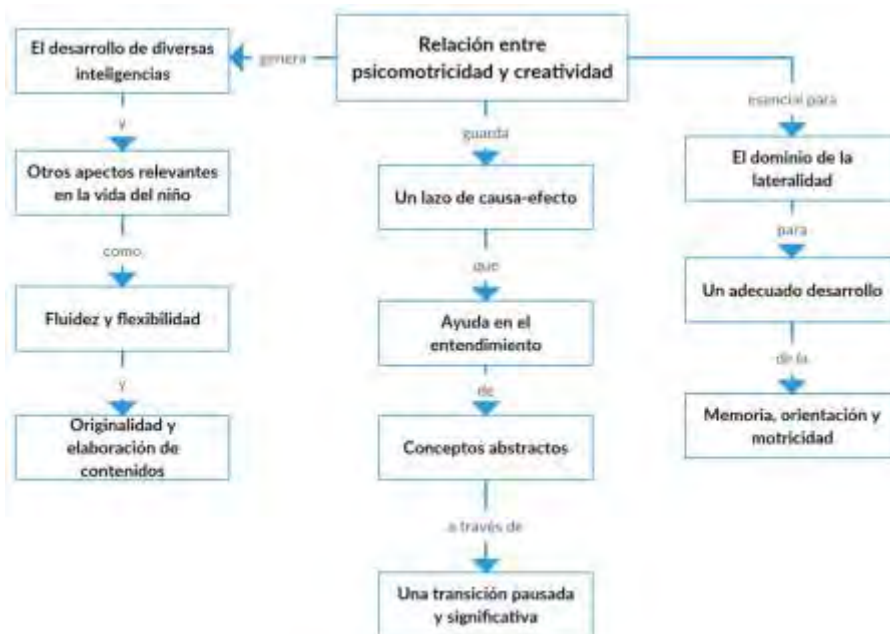 Relación entre
psicomotricidad y creatividad
genera
El desarrollo de diversas
inteligencias
y
Otros apectos relevantes
en la vida del niño
como
Fluidez y flexibilidad
y
Originalidad y
elaboración de
contenidos
guarda
Un lazo de causa-efecto
que
Ayuda en el
entendimiento
de
Conceptos abstractos
a través de
Una transición pausada
y significativa
esencial para
El dominio de la
lateralidad
para
Un adecuado desarrollo
de la
Memoria, orientación y
motricidad